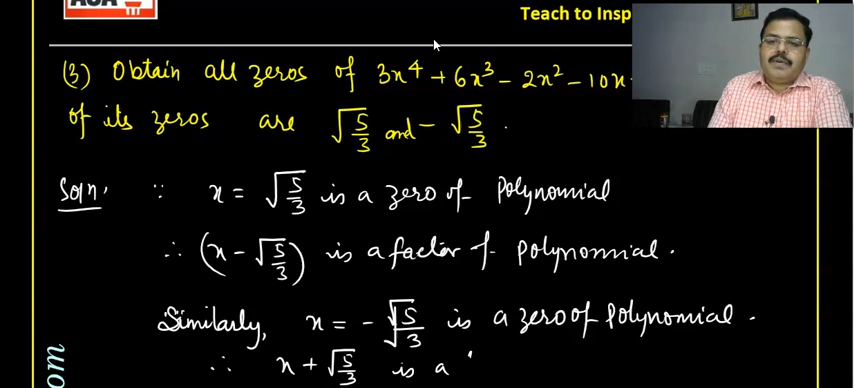 Teach to Insp
(3) Obtain all zeros of 3x⁴ + 6x³ − 2x² − 10x
of its zeros are √5/3 and − √5/3 .
Soln. ∵ x = √5/3 is a zero of polynomial
∴ (x − √5/3) is a factor of polynomial.
Similarly, x = − √5/3 is a zero of polynomial.
∴ x + √5/3 is a
om